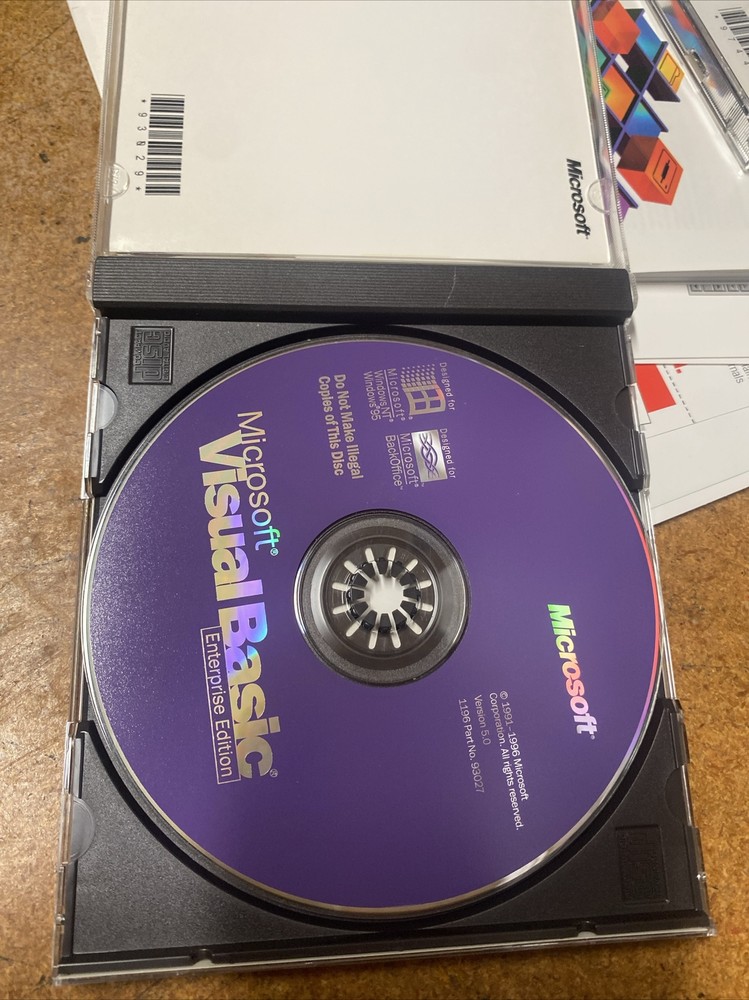 *93029*
Microsoft
Designed for
Microsoft®
Windows NT®
Windows®95
Designed for
Microsoft®
BackOffice™
Do Not Make Illegal
Copies of This Disc
Microsoft®
Visual Basic®
Enterprise Edition
Microsoft®
© 1991-1996 Microsoft
Corporation. All rights reserved.
Version 5.0
1196 Part No. 93027